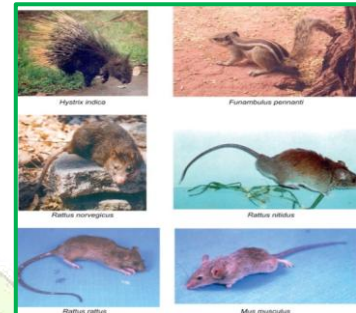 Hystrix indica
Funambulus pennanti
Rattus norvegicus
Rattus nitidus
Rattus rattus
Mus musculus